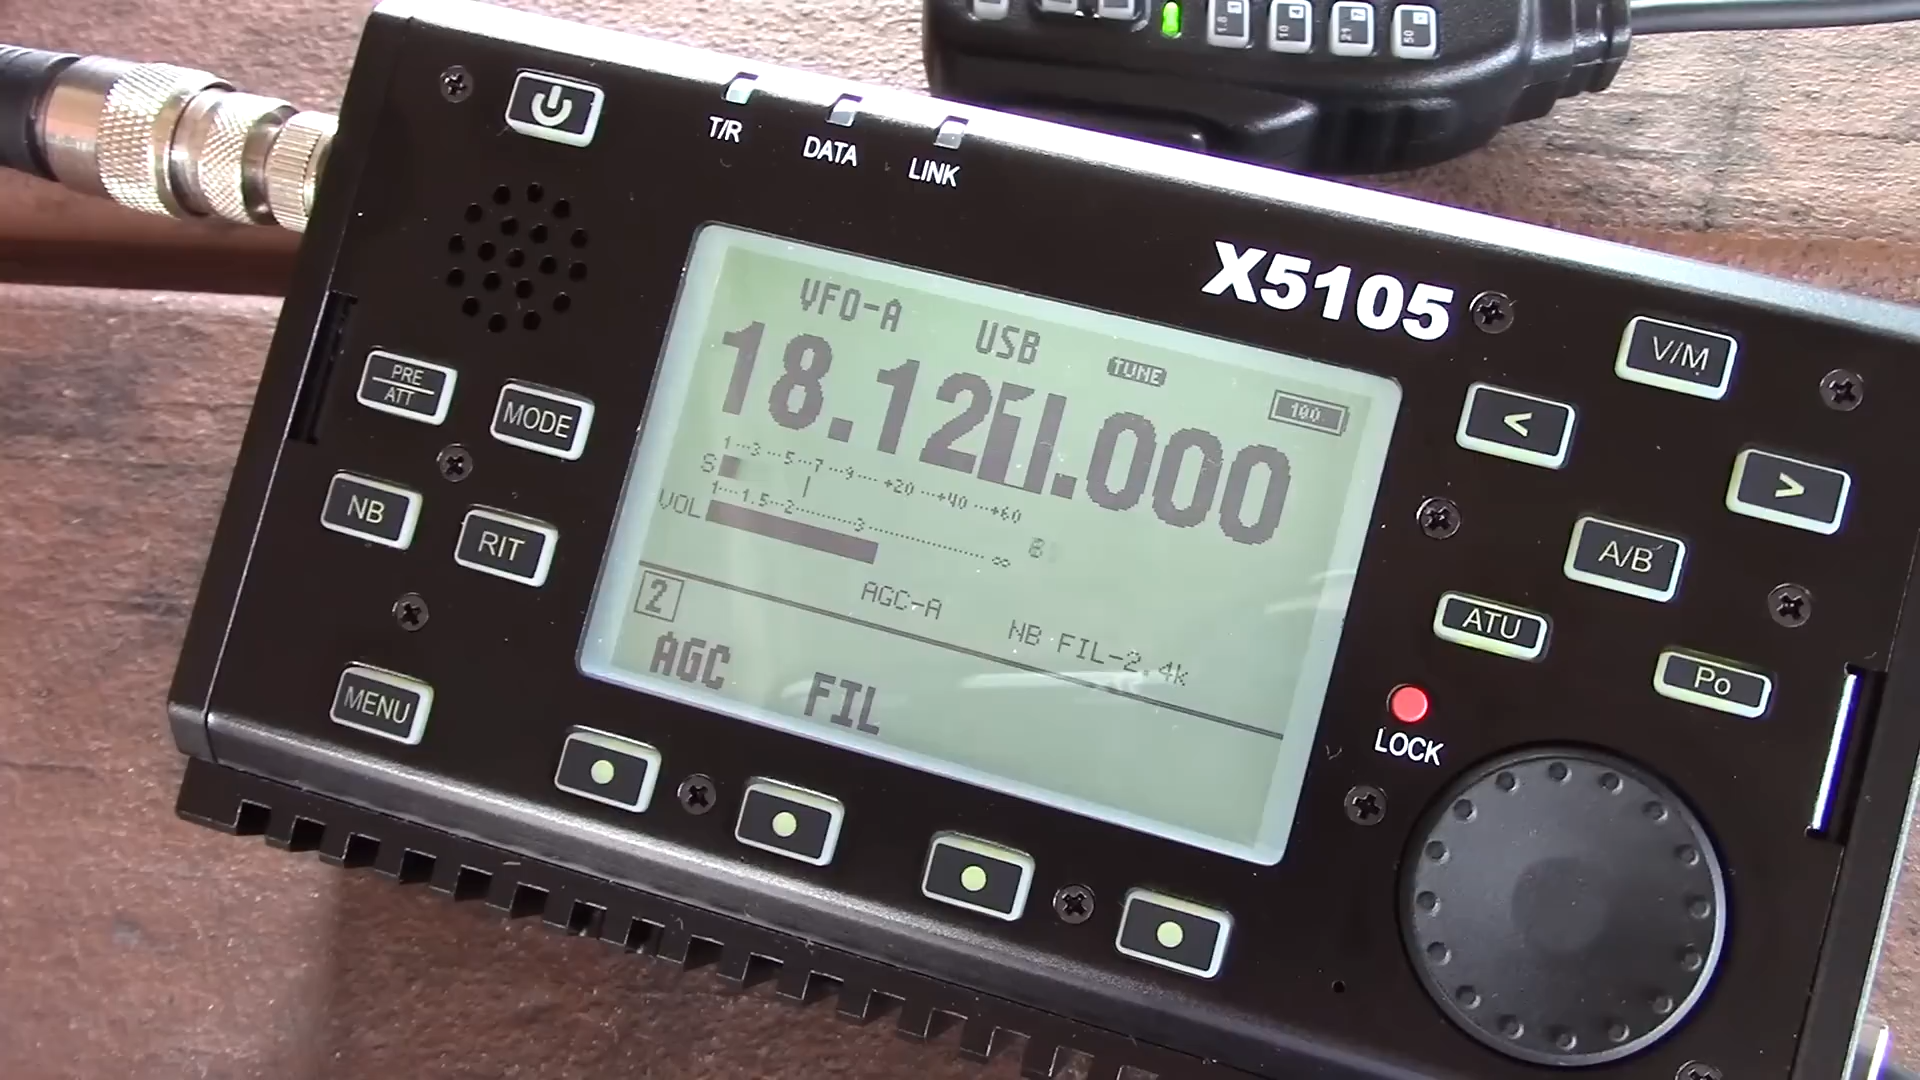 T/R
DATA
LINK
X5105
VFO-A
USB
TUNE
100
18.121.000
S 1···3···5··7···9····+20···+40···+60
1···1.5··2·········3·············∞
VOL
AGC-A
NB FIL-2.4k
2
AGC
FIL
PRE
ATT
MODE
NB
RIT
MENU
V/M
<
>
A/B
ATU
Po
LOCK